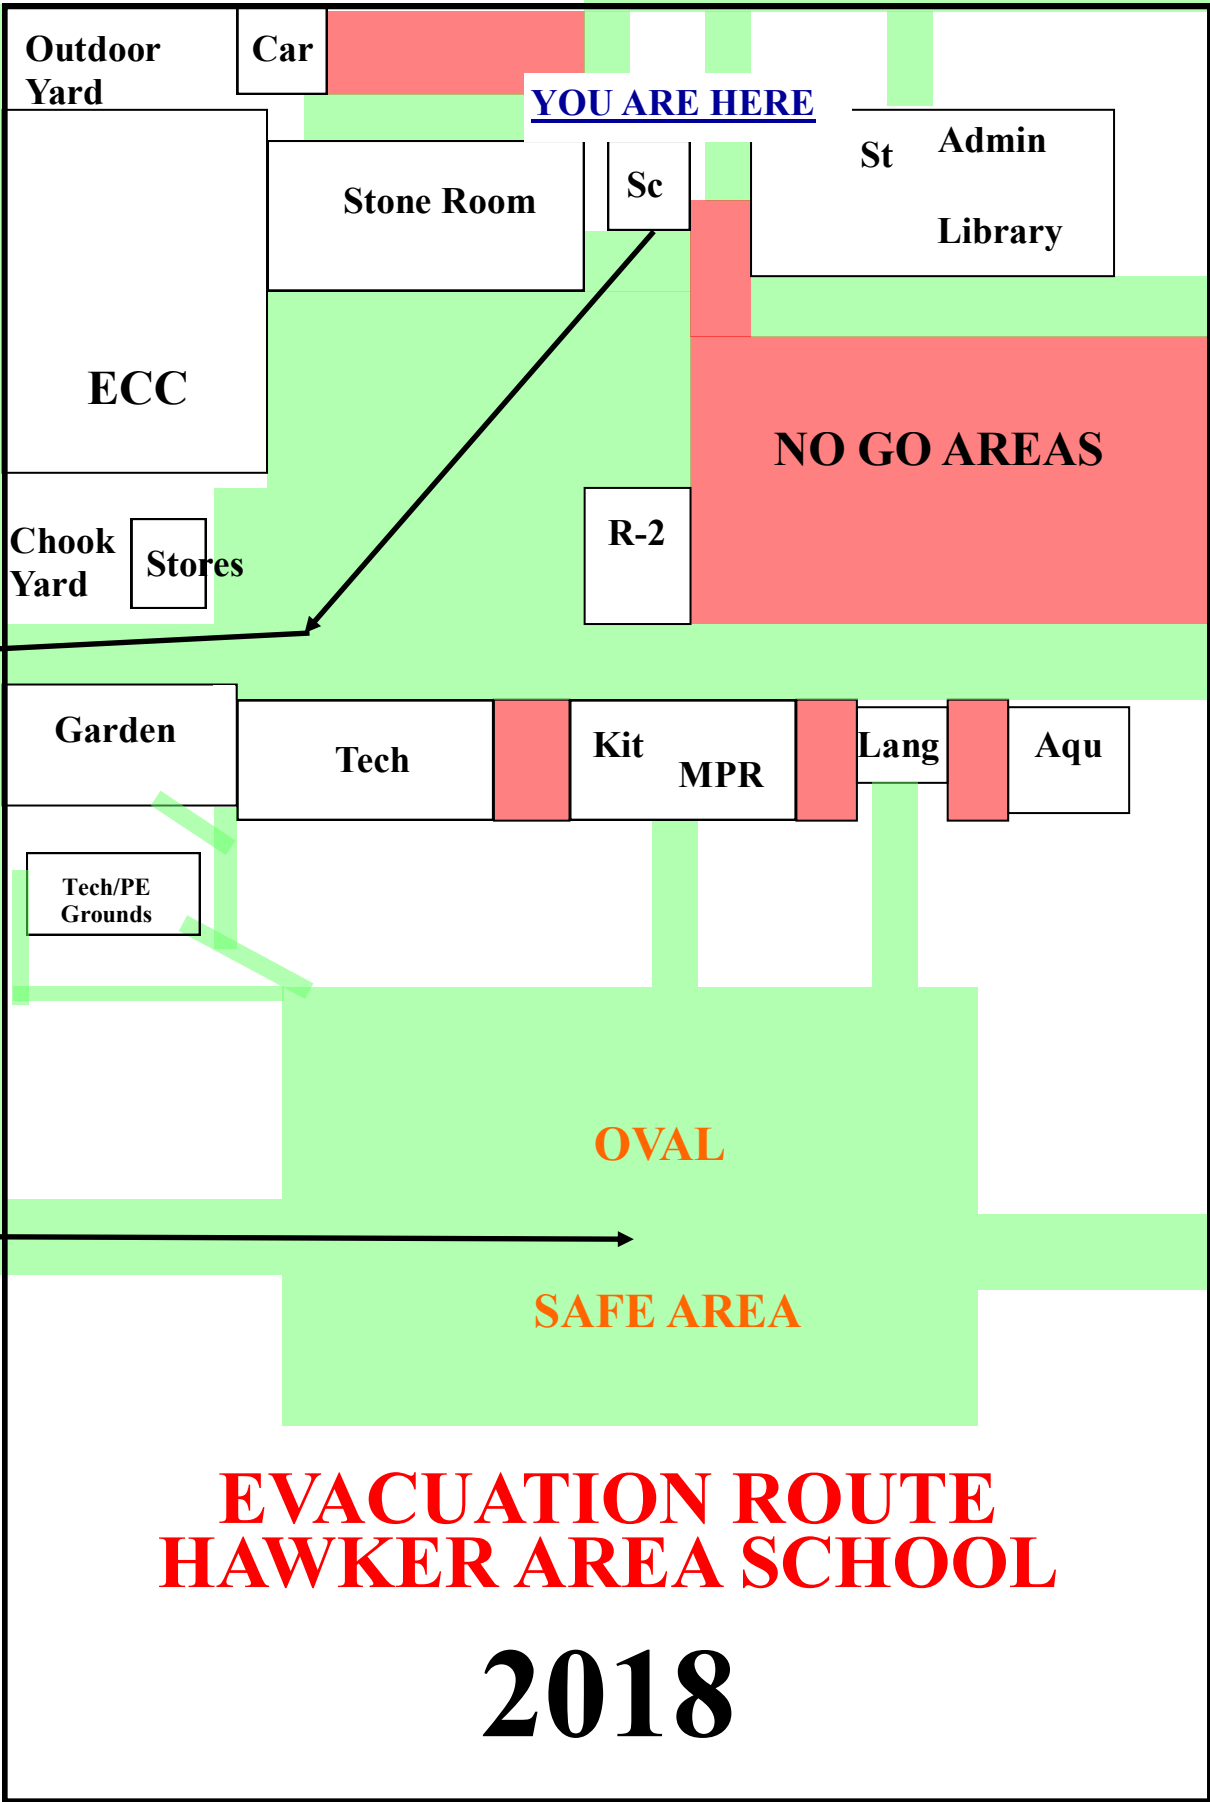 Outdoor
Yard
Car
YOU ARE HERE
St
Admin
Library
Stone Room
Sc
ECC
NO GO AREAS
R-2
Chook
Yard
Stores
Garden
Tech
Kit
MPR
Lang
Aqu
Tech/PE
Grounds
OVAL
SAFE AREA
EVACUATION ROUTE
HAWKER AREA SCHOOL
2018